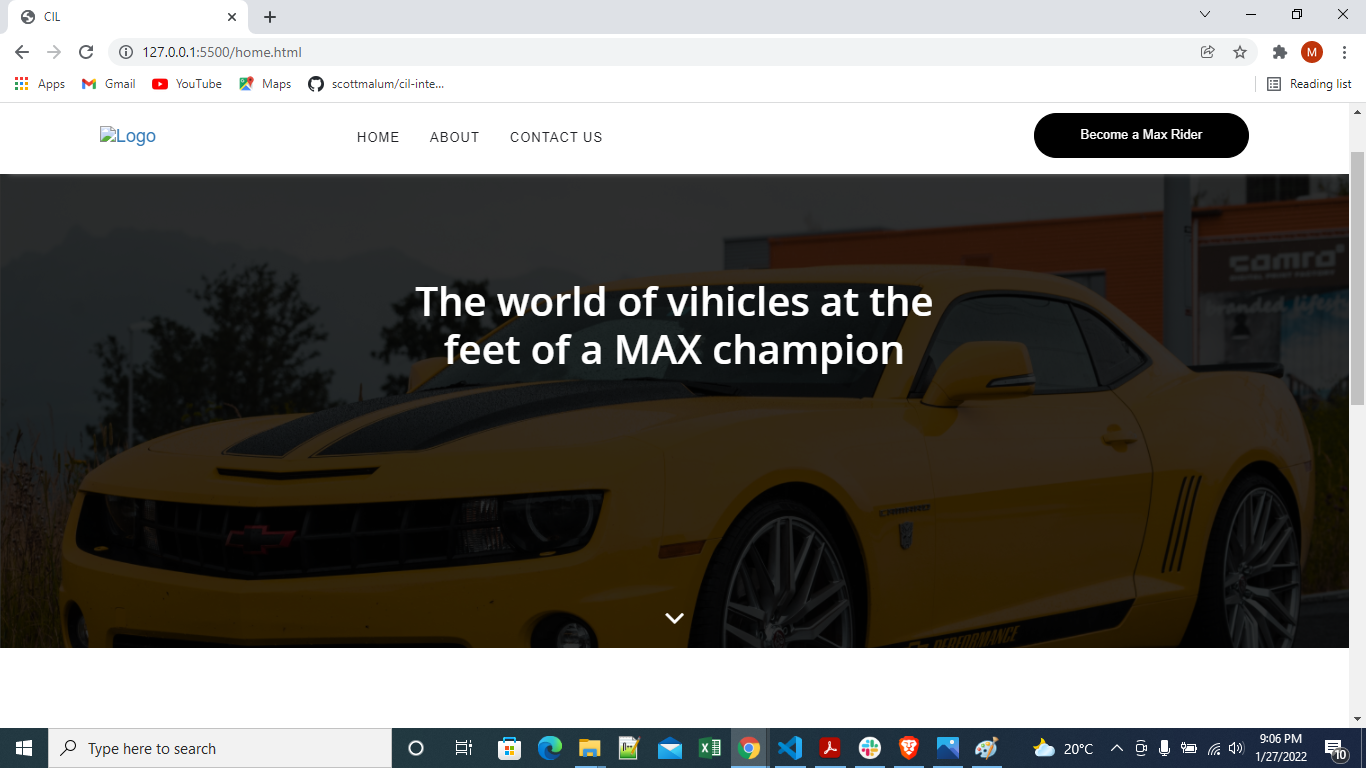 CIL
127.0.0.1:5500/home.html
M
Apps Gmail YouTube Maps scottmalum/cil-inte... Reading list
Logo HOME ABOUT CONTACT US Become a Max Rider
comro
The world of vihicles at the
feet of a MAX champion
CAMARO
PERFORMANCE
Type here to search
20°C
9:06 PM
1/27/2022
10